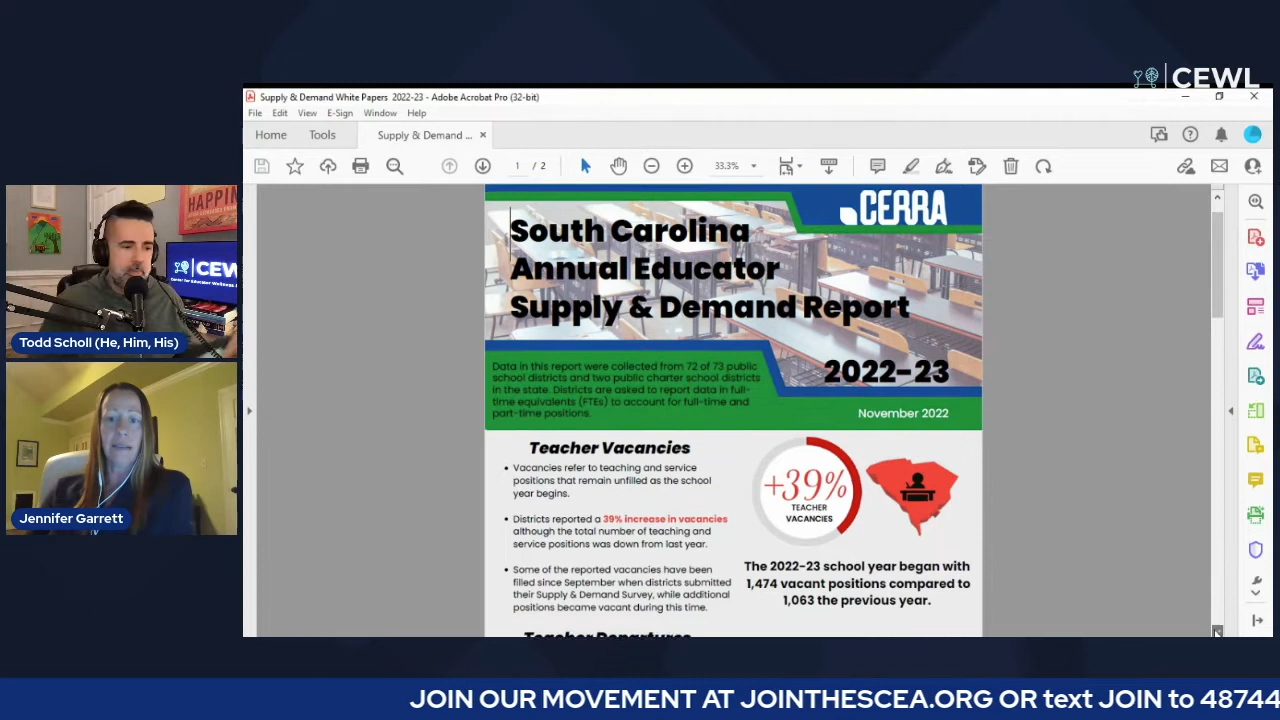 CEWL
Supply & Demand White Papers 2022-23 - Adobe Acrobat Pro (32-bit)
File Edit View E-Sign Window Help
Home Tools Supply & Demand ... ×
1 / 2 33.3%
CERRA
South Carolina
Annual Educator
Supply & Demand Report
2022-23
November 2022
Data in this report were collected from 72 of 73 public
school districts and two public charter school districts
in the state. Districts are asked to report data in full-
time equivalents (FTEs) to account for full-time and
part-time positions.
Teacher Vacancies
• Vacancies refer to teaching and service
positions that remain unfilled as the school
year begins.
• Districts reported a 39% increase in vacancies
although the total number of teaching and
service positions was down from last year.
• Some of the reported vacancies have been
filled since September when districts submitted
their Supply & Demand Survey, while additional
positions became vacant during this time.
+39%
TEACHER
VACANCIES
The 2022-23 school year began with
1,474 vacant positions compared to
1,063 the previous year.
Teacher Departures
HAPPIN
CEW
Todd Scholl (He, Him, His)
Jennifer Garrett
JOIN OUR MOVEMENT AT JOINTHESCEA.ORG OR text JOIN to 48744